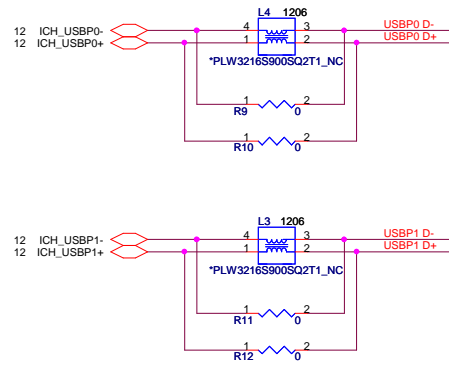 L4 1206
12 ICH_USBP0- 4 3 USBP0 D-
12 ICH_USBP0+ 1 2 USBP0 D+
*PLW3216S900SQ2T1_NC
1 2
R9 0
1 2
R10 0
L3 1206
12 ICH_USBP1- 4 3 USBP1 D-
12 ICH_USBP1+ 1 2 USBP1 D+
*PLW3216S900SQ2T1_NC
1 2
R11 0
1 2
R12 0